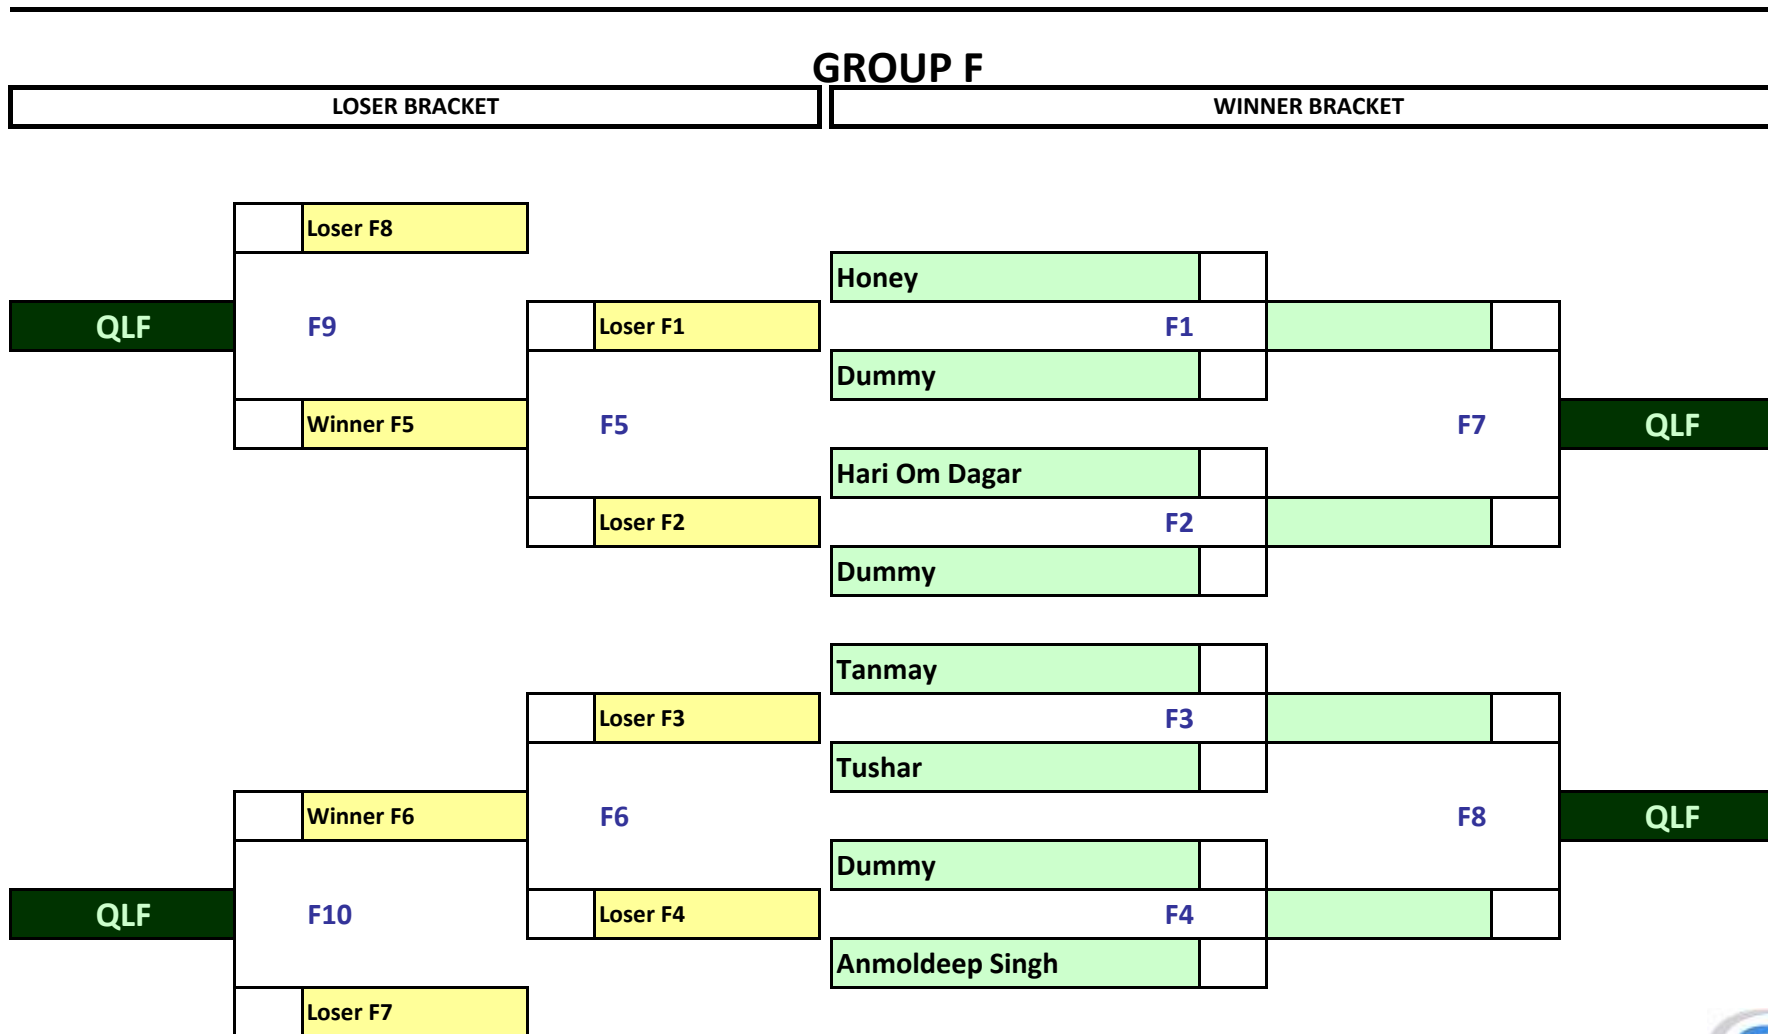 GROUP F
LOSER BRACKET
WINNER BRACKET
Loser F8
Honey
QLF
F9
Loser F1
F1
Dummy
Winner F5
F5
F7
QLF
Hari Om Dagar
Loser F2
F2
Dummy
Tanmay
Loser F3
F3
Tushar
Winner F6
F6
F8
QLF
Dummy
QLF
F10
Loser F4
F4
Anmoldeep Singh
Loser F7